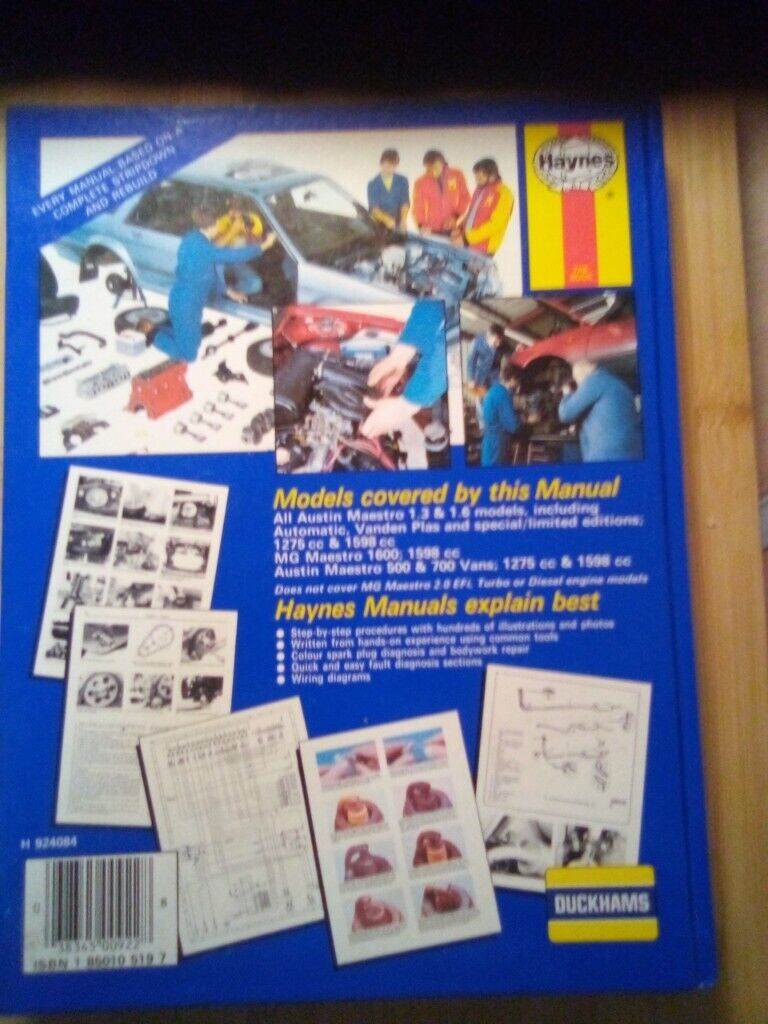 EVERY MANUAL BASED ON A
COMPLETE STRIPDOWN
AND REBUILD
Haynes
Models covered by this Manual
All Austin Maestro 1.3 & 1.6 models, including
Automatic, Vanden Plas and special/limited editions;
1275 cc & 1598 cc
MG Maestro 1600; 1598 cc
Austin Maestro 500 & 700 Vans; 1275 cc & 1598 cc
Does not cover MG Maestro 2.0 EFi, Turbo or Diesel engine models
Haynes Manuals explain best
● Step-by-step procedures with hundreds of illustrations and photos
● Written from hands-on experience using common tools
● Colour spark plug diagnosis and bodywork repair
● Quick and easy fault diagnosis sections
● Wiring diagrams
H 924084
0 38345 00922 8
ISBN 1 85010 519 7
DUCKHAMS